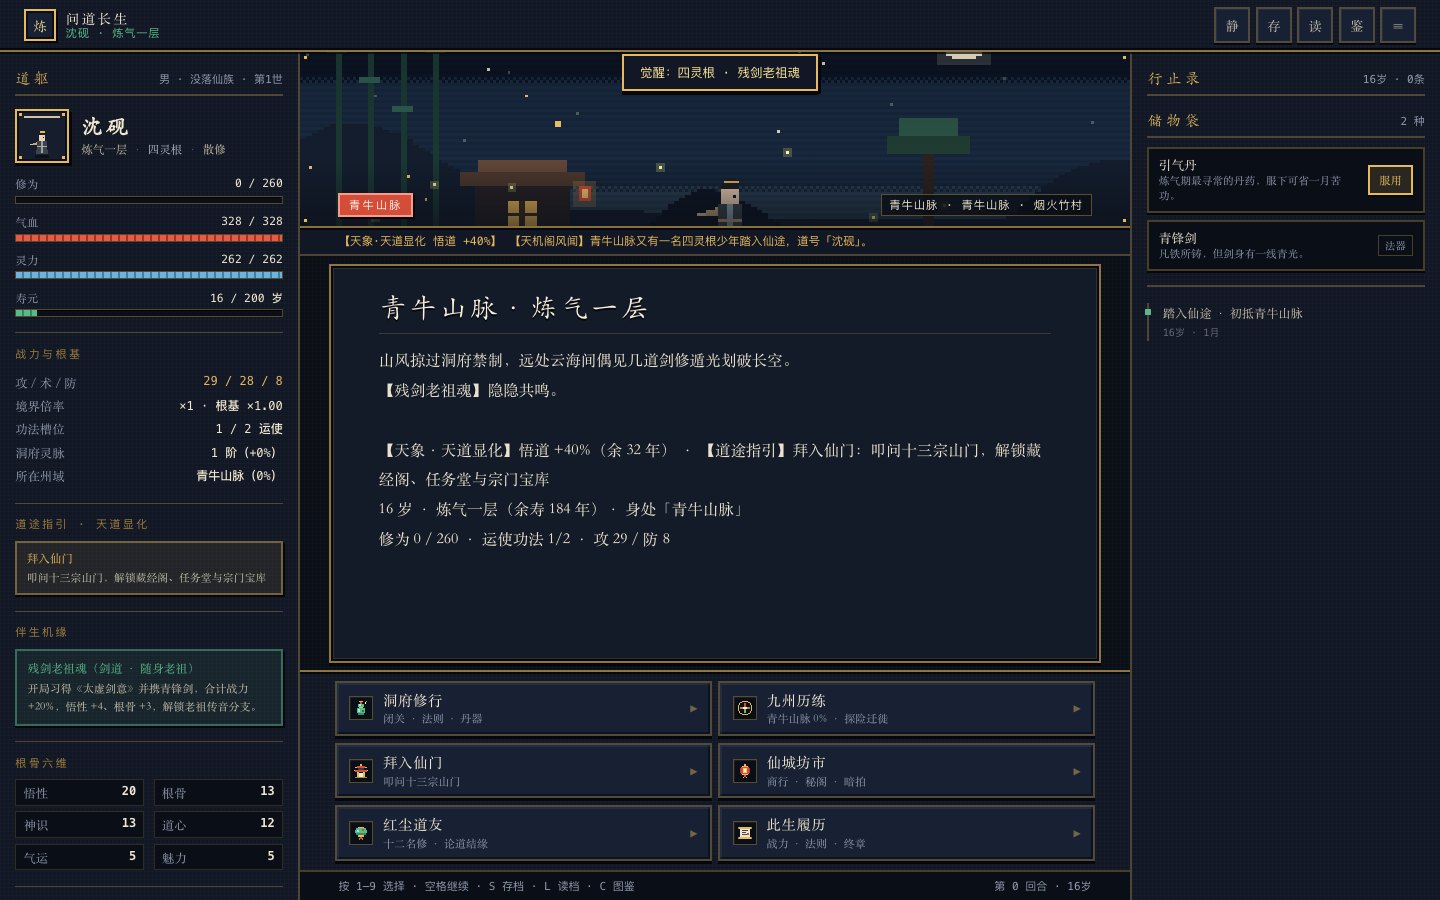 炼
问道长生
沈砚 · 炼气一层
静 存 读 鉴 ≡
道躯
男 · 没落仙族 · 第1世
沈砚
炼气一层 · 四灵根 · 散修
修为 0 / 260
气血 328 / 328
灵力 262 / 262
寿元 16 / 200 岁
战力与根基
攻 / 术 / 防 29 / 28 / 8
境界倍率 ×1 · 根基 ×1.00
功法槽位 1 / 2 运使
洞府灵脉 1 阶 (+0%)
所在州域 青牛山脉 (0%)
道途指引 · 天道显化
拜入仙门
叩问十三宗山门，解锁藏经阁、任务堂与宗门宝库
伴生机缘
残剑老祖魂（剑道 · 随身老祖）
开局习得《太虚剑意》并携青锋剑，合计战力
+20%，悟性 +4、根骨 +3，解锁老祖传音分支。
根骨六维
悟性 20 根骨 13
神识 13 道心 12
气运 5 魅力 5
觉醒：四灵根 · 残剑老祖魂
青牛山脉
青牛山脉 · 青牛山脉 · 烟火竹村
【天象·天道显化 悟道 +40%】 【天机阁风闻】青牛山脉又有一名四灵根少年踏入仙途，道号「沈砚」。
青牛山脉 · 炼气一层
山风掠过洞府禁制，远处云海间偶见几道剑修遁光划破长空。
【残剑老祖魂】隐隐共鸣。
【天象 · 天道显化】悟道 +40%（余 32 年） · 【道途指引】拜入仙门：叩问十三宗山门，解锁藏
经阁、任务堂与宗门宝库
16 岁 · 炼气一层（余寿 184 年） · 身处「青牛山脉」
修为 0 / 260 · 运使功法 1/2 · 攻 29 / 防 8
洞府修行
闭关 · 法则 · 丹器
九州历练
青牛山脉 0% · 探险迁徙
拜入仙门
叩问十三宗山门
仙城坊市
商行 · 秘阁 · 暗拍
红尘道友
十二名修 · 论道结缘
此生履历
战力 · 法则 · 终章
按 1—9 选择 · 空格继续 · S 存档 · L 读档 · C 图鉴
第 0 回合 · 16岁
行止录
16岁 · 0条
储物袋
2 种
引气丹
炼气期最寻常的丹药，服下可省一月苦
功。
服用
青锋剑
凡铁所铸，但剑身有一线青光。
法器
踏入仙途 · 初抵青牛山脉
16岁 · 1月